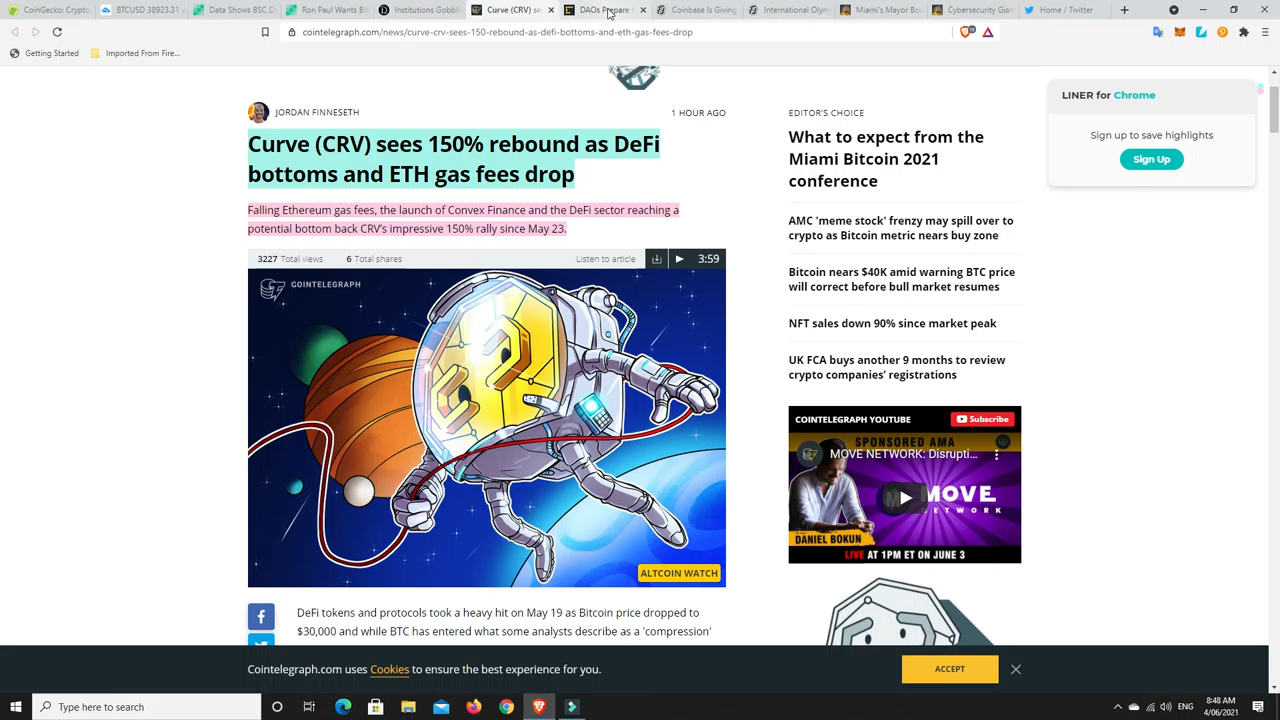 CoinGecko: Crypto
BTCUSD 38923.31
Data Shows BSC D
Ron Paul Wants Bi
Institutions Gobbli
Curve (CRV) se
DAOs Prepare
Coinbase Is Giving
International Olym
Miami's Mayor Bo
Cybersecurity Gian
Home / Twitter
cointelegraph.com/news/curve-crv-sees-150-rebound-as-defi-bottoms-and-eth-gas-fees-drop
Getting Started
Imported From Fire...
JORDAN FINNESETH
1 HOUR AGO
Curve (CRV) sees 150% rebound as DeFi
bottoms and ETH gas fees drop
Falling Ethereum gas fees, the launch of Convex Finance and the DeFi sector reaching a
potential bottom back CRV's impressive 150% rally since May 23.
3227 Total views
6 Total shares
Listen to article
3:59
COINTELEGRAPH
ALTCOIN WATCH
DeFi tokens and protocols took a heavy hit on May 19 as Bitcoin price dropped to
$30,000 and while BTC has entered what some analysts describe as a 'compression'
EDITOR'S CHOICE
What to expect from the
Miami Bitcoin 2021
conference
AMC 'meme stock' frenzy may spill over to
crypto as Bitcoin metric nears buy zone
Bitcoin nears $40K amid warning BTC price
will correct before bull market resumes
NFT sales down 90% since market peak
UK FCA buys another 9 months to review
crypto companies' registrations
COINTELEGRAPH YOUTUBE
Subscribe
SPONSORED AMA
MOVE NETWORK: Disrupti...
MOVE
NETWORK
DANIEL BOKUN
LIVE AT 1PM ET ON JUNE 3
LINER for Chrome
Sign up to save highlights
Sign Up
Cointelegraph.com uses Cookies to ensure the best experience for you.
ACCEPT
Type here to search
ENG
8:48 AM
4/06/2021